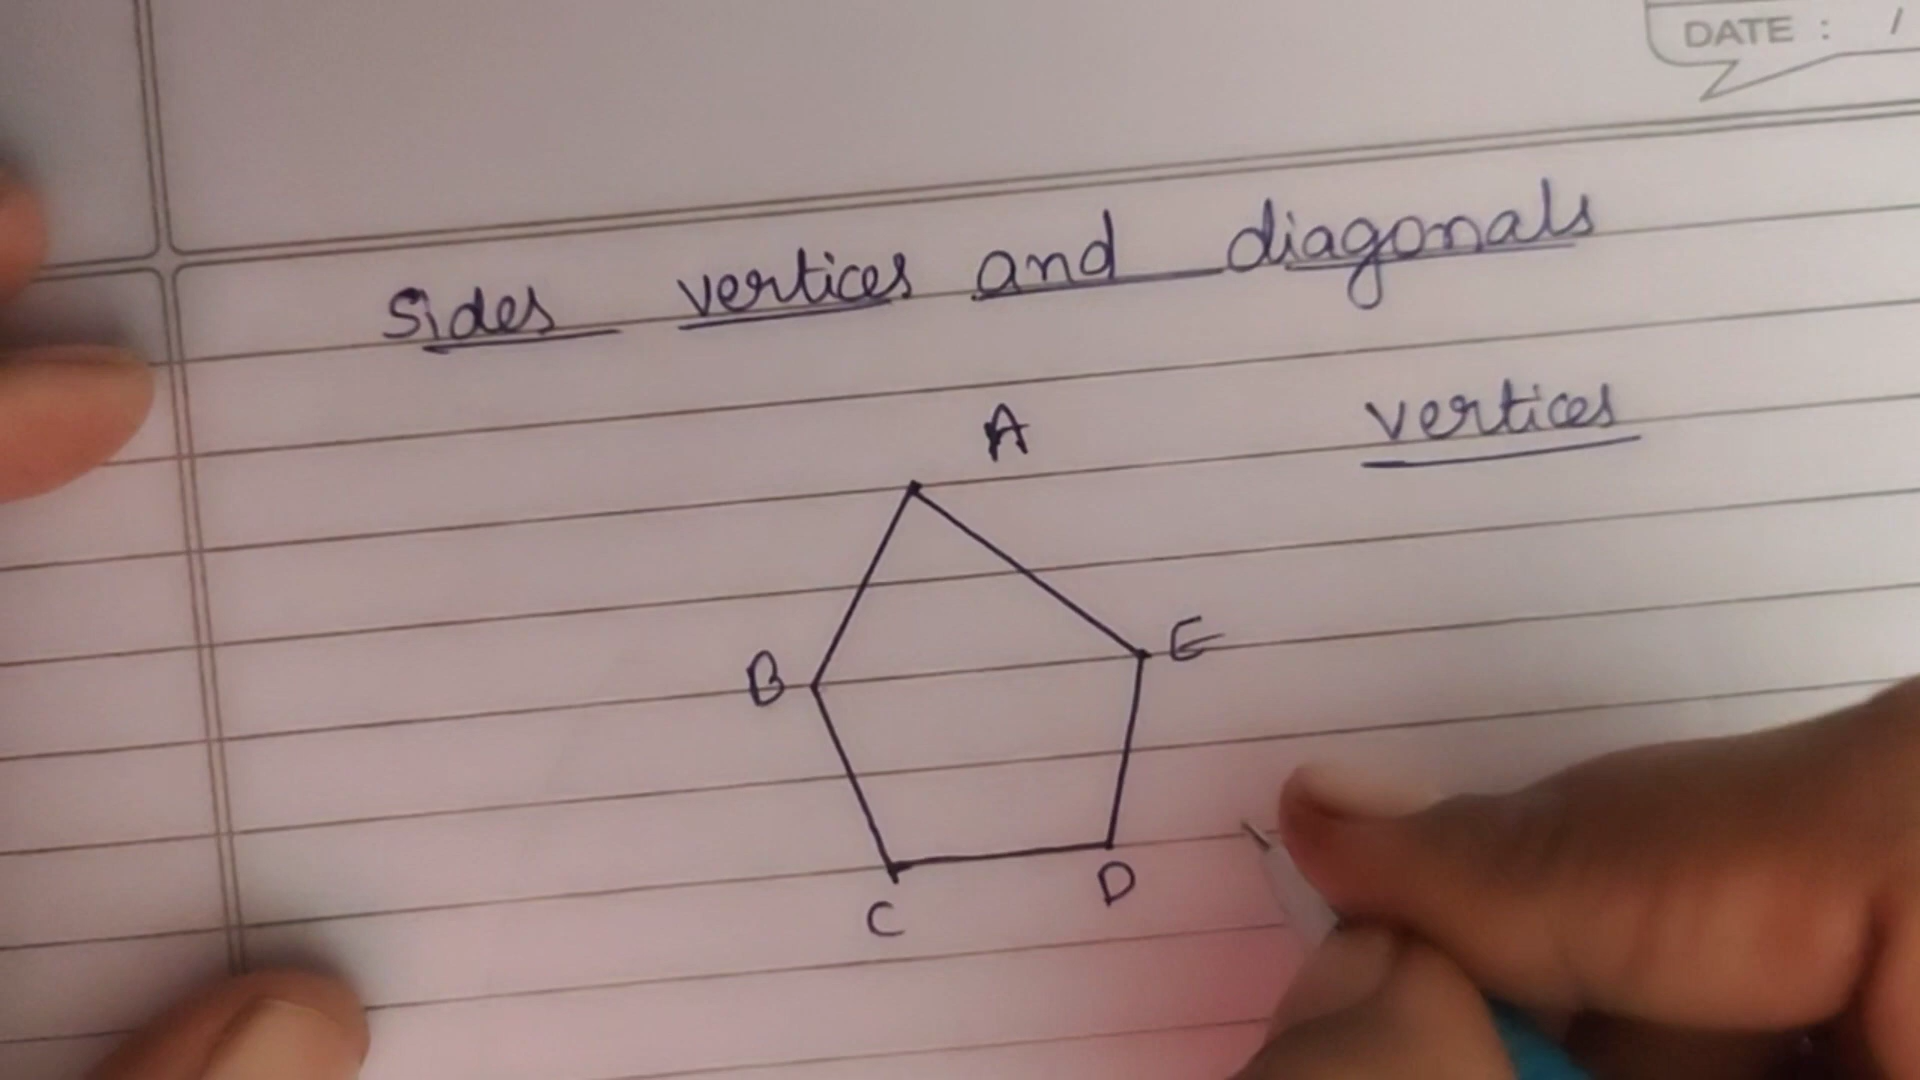 DATE : /
Sides vertices and diagonals
vertices
A
B
E
C
D